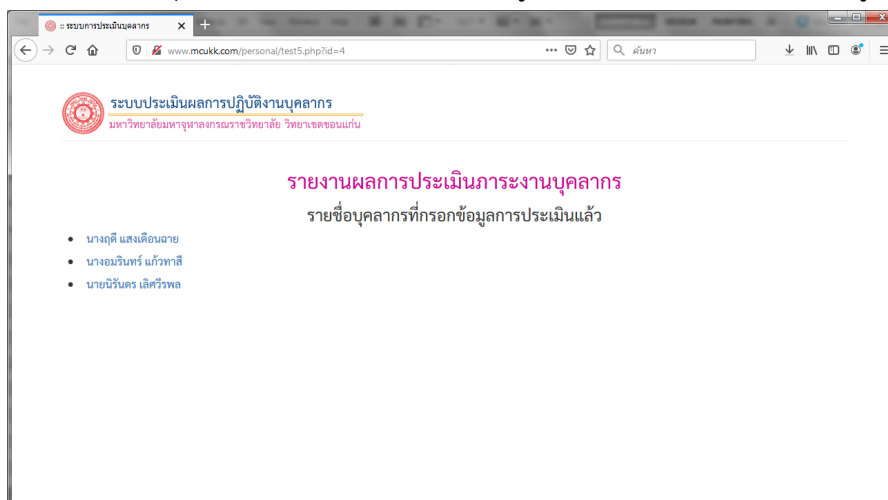 :: ระบบการประเมินบุคลากร
www.mcukk.com/personal/test5.php?id=4
ค้นหา
ระบบประเมินผลการปฏิบัติงานบุคลากร
มหาวิทยาลัยมหาจุฬาลงกรณราชวิทยาลัย วิทยาเขตขอนแก่น
รายงานผลการประเมินภาระงานบุคลากร
รายชื่อบุคลากรที่กรอกข้อมูลการประเมินแล้ว
• นางฤดี แสงเดือนฉาย
• นางอมรินทร์ แก้วทาสี
• นายนิรันดร เลิศวีรพล